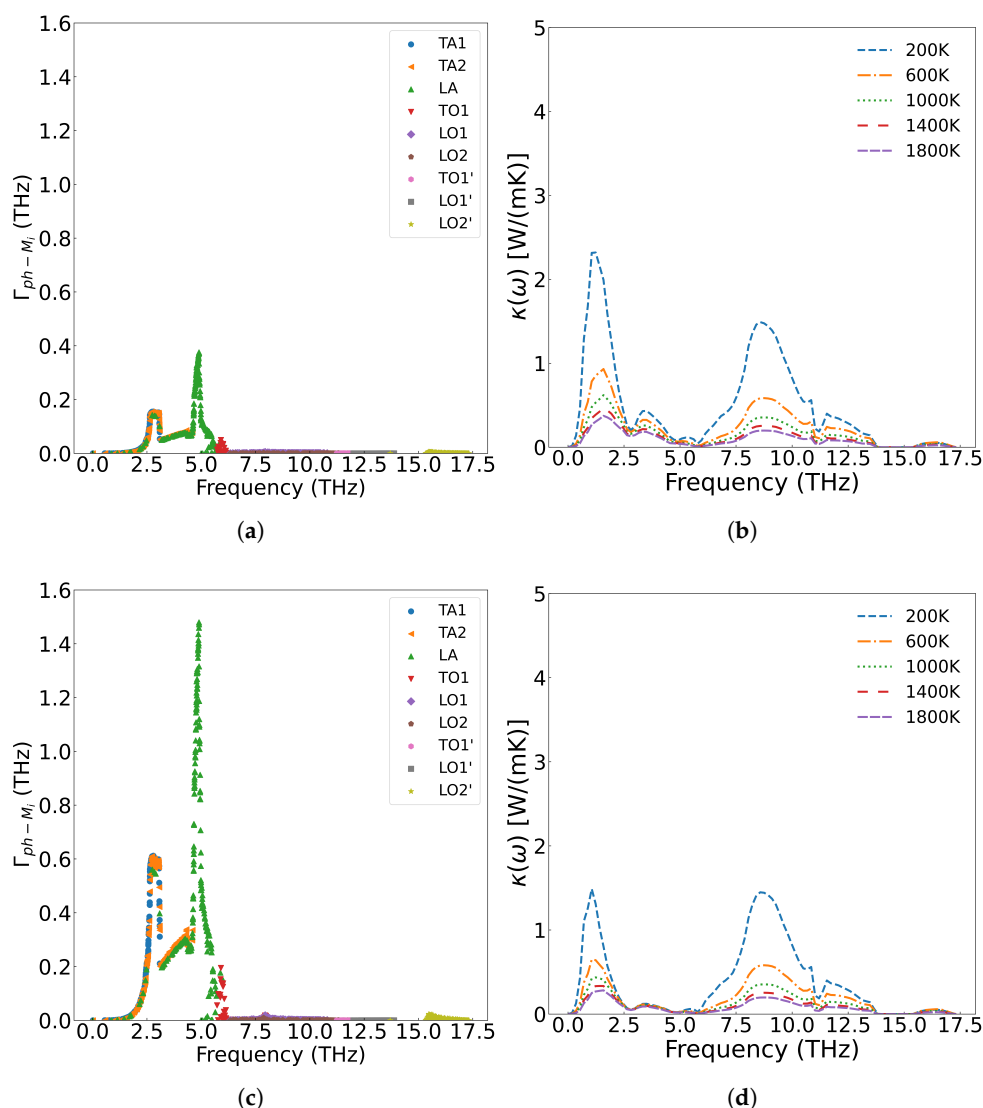 1.6
1.4
1.2
1.0
0.8
0.6
0.4
0.2
0.0
Γph−Mi (THz)
TA1
TA2
LA
TO1
LO1
LO2
TO1'
LO1'
LO2'
0.0 2.5 5.0 7.5 10.0 12.5 15.0 17.5
Frequency (THz)
(a)
5
4
3
2
1
0
κ(ω) [W/(mK)]
200K
600K
1000K
1400K
1800K
0.0 2.5 5.0 7.5 10.0 12.5 15.0 17.5
Frequency (THz)
(b)
1.6
1.4
1.2
1.0
0.8
0.6
0.4
0.2
0.0
Γph−Mi (THz)
TA1
TA2
LA
TO1
LO1
LO2
TO1'
LO1'
LO2'
0.0 2.5 5.0 7.5 10.0 12.5 15.0 17.5
Frequency (THz)
(c)
5
4
3
2
1
0
κ(ω) [W/(mK)]
200K
600K
1000K
1400K
1800K
0.0 2.5 5.0 7.5 10.0 12.5 15.0 17.5
Frequency (THz)
(d)